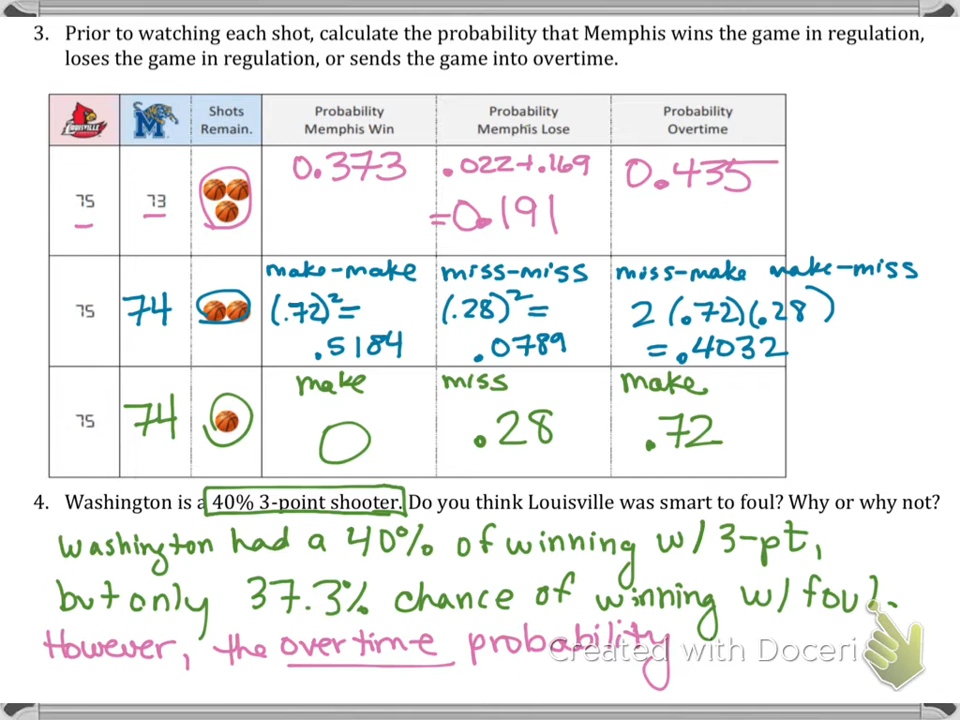 3. Prior to watching each shot, calculate the probability that Memphis wins the game in regulation,
loses the game in regulation, or sends the game into overtime.
LOUISVILLE M Shots Remain. Probability Memphis Win Probability Memphis Lose Probability Overtime
75 73 0.373 .022+.169 =0.191 0.435
75 74 make-make (.72)²= .5184 miss-miss (.28)²= .0789 miss-make make-miss 2(.72)(.28) =.4032
75 74 make 0 miss .28 make .72
4. Washington is a 40% 3-point shooter. Do you think Louisville was smart to foul? Why or why not?
Washington had a 40% of winning w/ 3-pt,
but only 37.3% chance of winning w/ foul.
However, the overtime probability
Created with Doceri